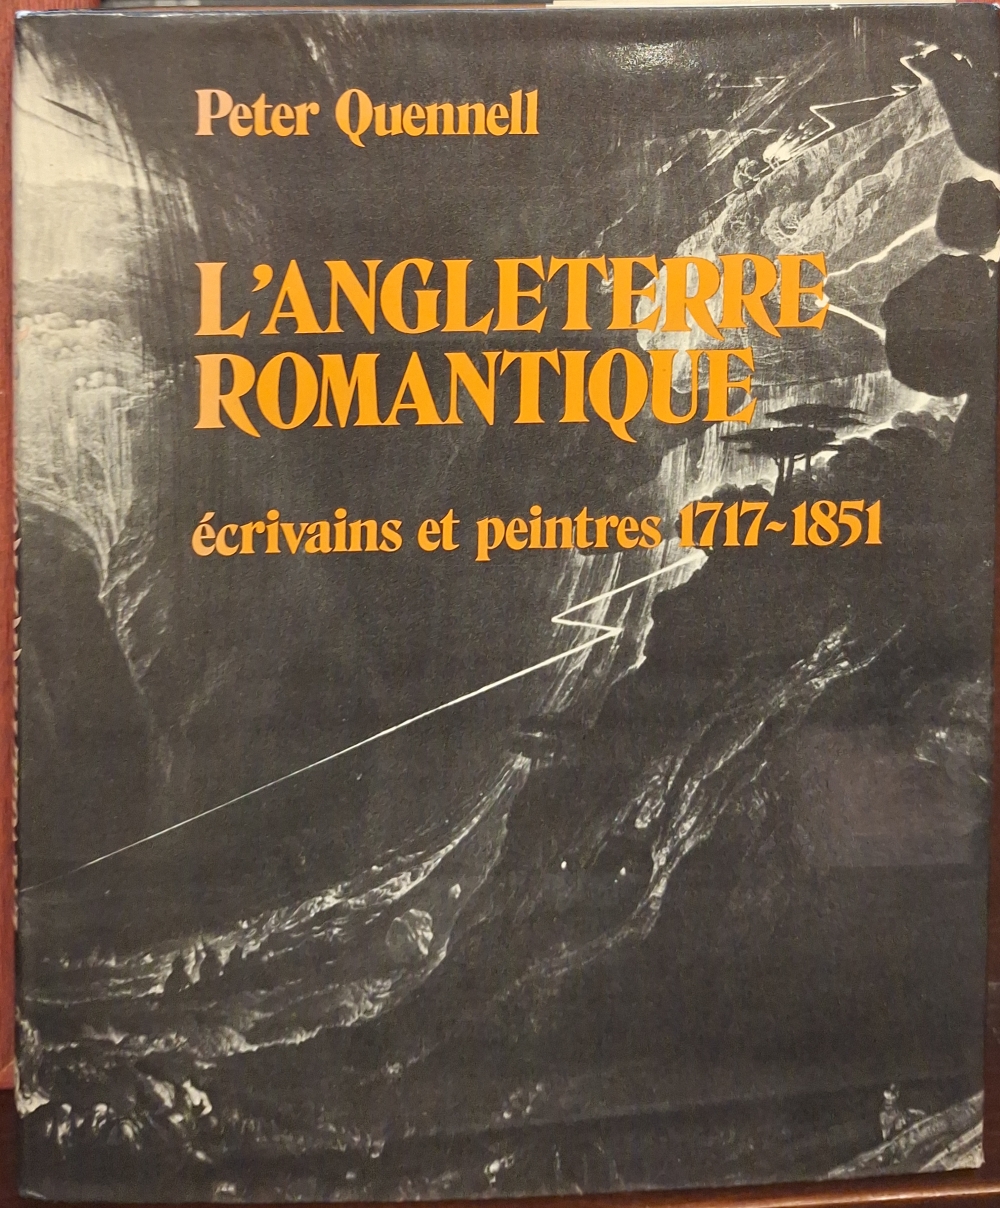 Peter Quennell
L'ANGLETERRE
ROMANTIQUE
écrivains et peintres 1717~1851